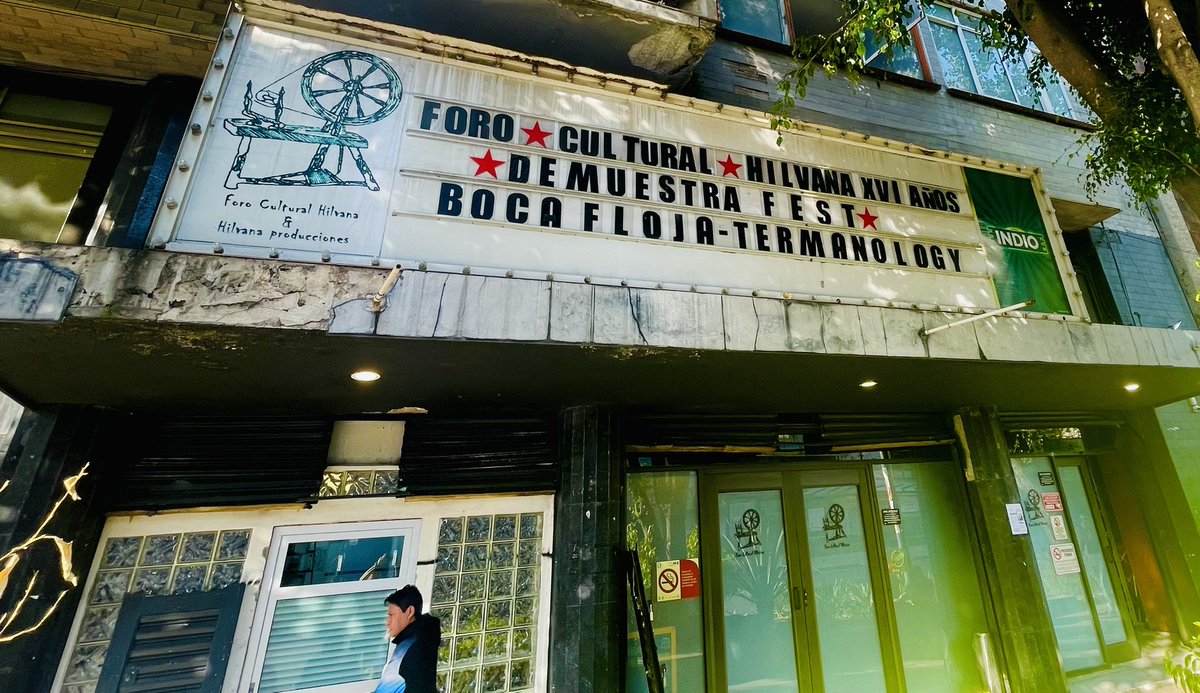 FORO ★ CULTURAL ★ HILVANA XVI AÑOS
★ DEMUESTRA FEST ★
BOCA FLOJA-TERMANOLOGY
Foro Cultural Hilvana
&
Hilvana producciones
INDIO